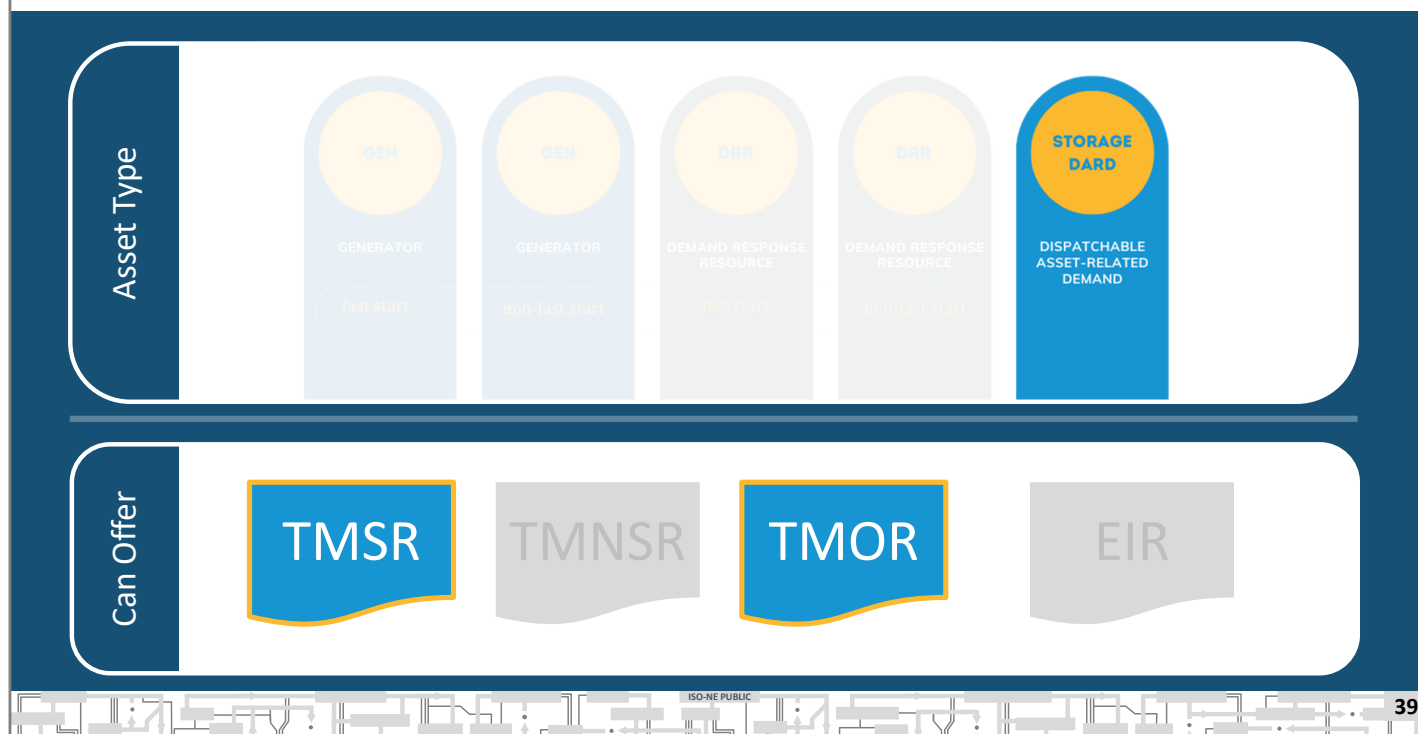 Asset Type
GEN
GEN
DRR
DRR
STORAGE
DARD
GENERATOR
GENERATOR
DEMAND RESPONSE
RESOURCE
DEMAND RESPONSE
RESOURCE
DISPATCHABLE
ASSET-RELATED
DEMAND
fast start
non-fast start
fast start
non-fast start
Can Offer
TMSR
TMNSR
TMOR
EIR
ISO-NE PUBLIC
39